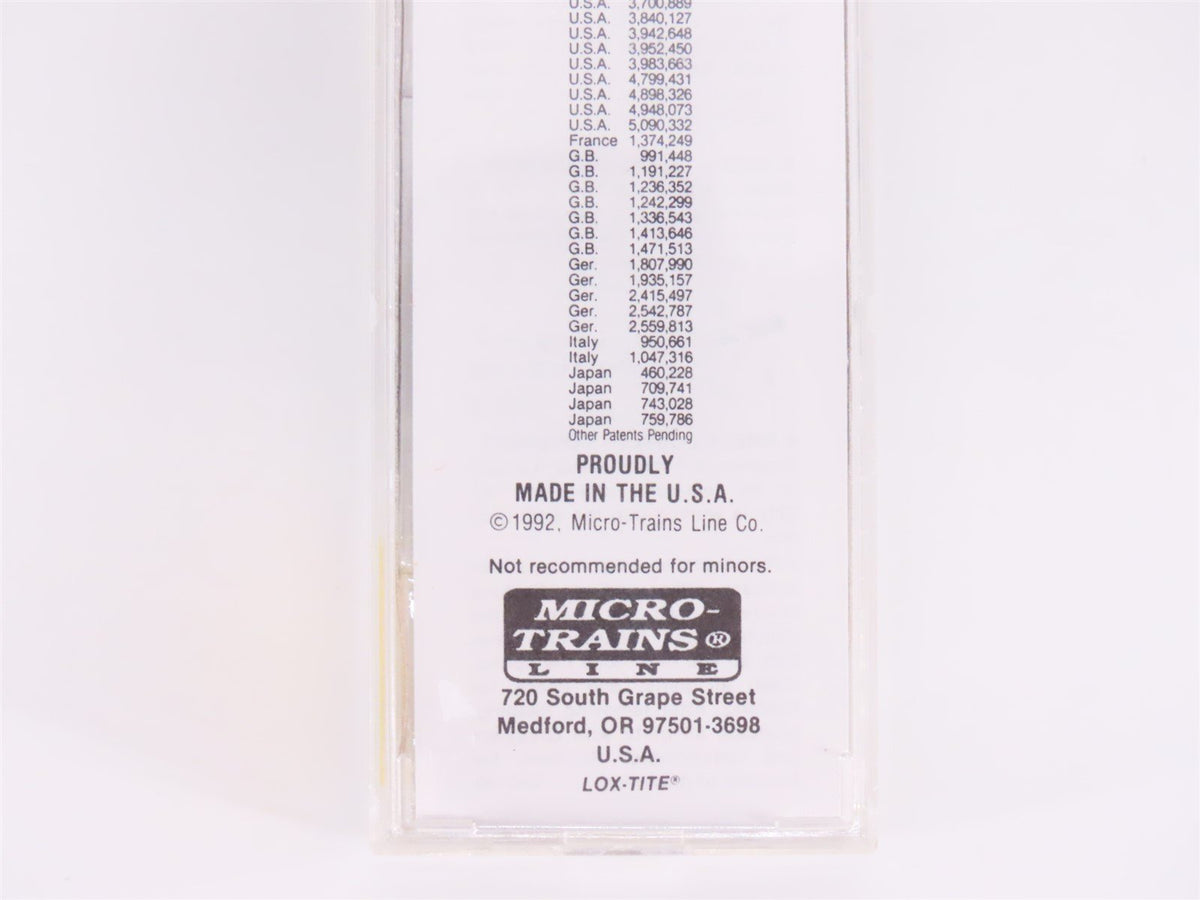 U.S.A. 3,700,889
U.S.A. 3,840,127
U.S.A. 3,942,648
U.S.A. 3,952,450
U.S.A. 3,983,663
U.S.A. 4,799,431
U.S.A. 4,898,326
U.S.A. 4,948,073
U.S.A. 5,090,332
France 1,374,249
G.B. 991,448
G.B. 1,191,227
G.B. 1,236,352
G.B. 1,242,299
G.B. 1,336,543
G.B. 1,413,646
G.B. 1,471,513
Ger. 1,807,990
Ger. 1,935,157
Ger. 2,415,497
Ger. 2,542,787
Ger. 2,559,813
Italy 950,661
Italy 1,047,316
Japan 460,228
Japan 709,741
Japan 743,028
Japan 759,786
Other Patents Pending
PROUDLY
MADE IN THE U.S.A.
©1992, Micro-Trains Line Co.
Not recommended for minors.
MICRO-
TRAINS®
LINE
720 South Grape Street
Medford, OR 97501-3698
U.S.A.
LOX-TITE®